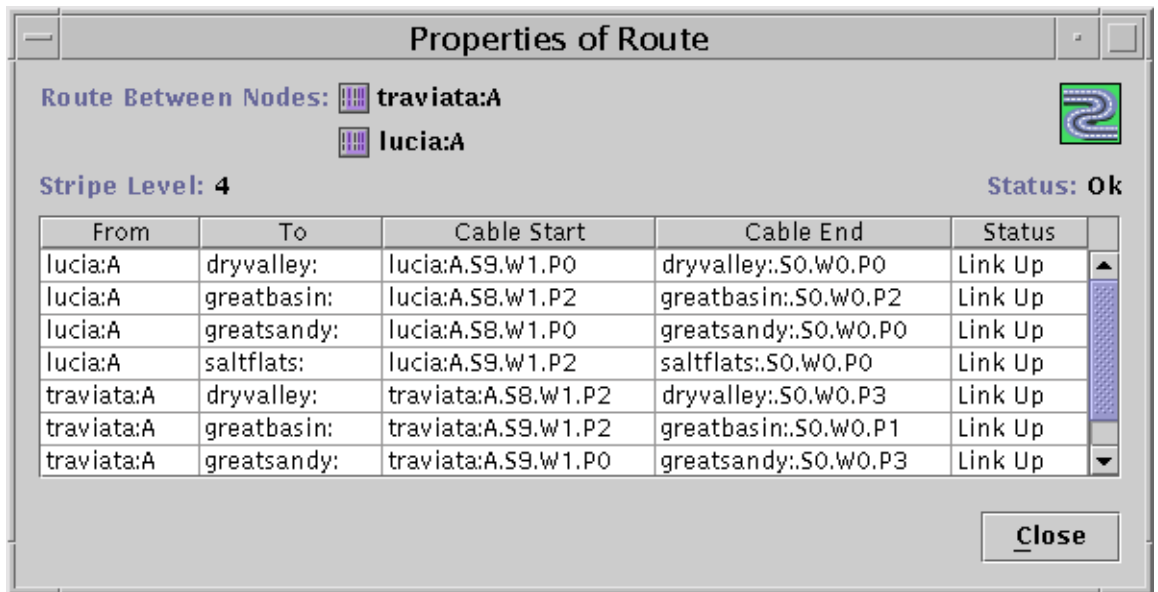 Properties of Route
Route Between Nodes: traviata:A
lucia:A
Stripe Level: 4 Status: Ok
From To Cable Start Cable End Status
lucia:A dryvalley: lucia:A.S9.W1.P0 dryvalley:.S0.W0.P0 Link Up
lucia:A greatbasin: lucia:A.S8.W1.P2 greatbasin:.S0.W0.P2 Link Up
lucia:A greatsandy: lucia:A.S8.W1.P0 greatsandy:.S0.W0.P0 Link Up
lucia:A saltflats: lucia:A.S9.W1.P2 saltflats:.S0.W0.P0 Link Up
traviata:A dryvalley: traviata:A.S8.W1.P2 dryvalley:.S0.W0.P3 Link Up
traviata:A greatbasin: traviata:A.S9.W1.P2 greatbasin:.S0.W0.P1 Link Up
traviata:A greatsandy: traviata:A.S9.W1.P0 greatsandy:.S0.W0.P3 Link Up
Close